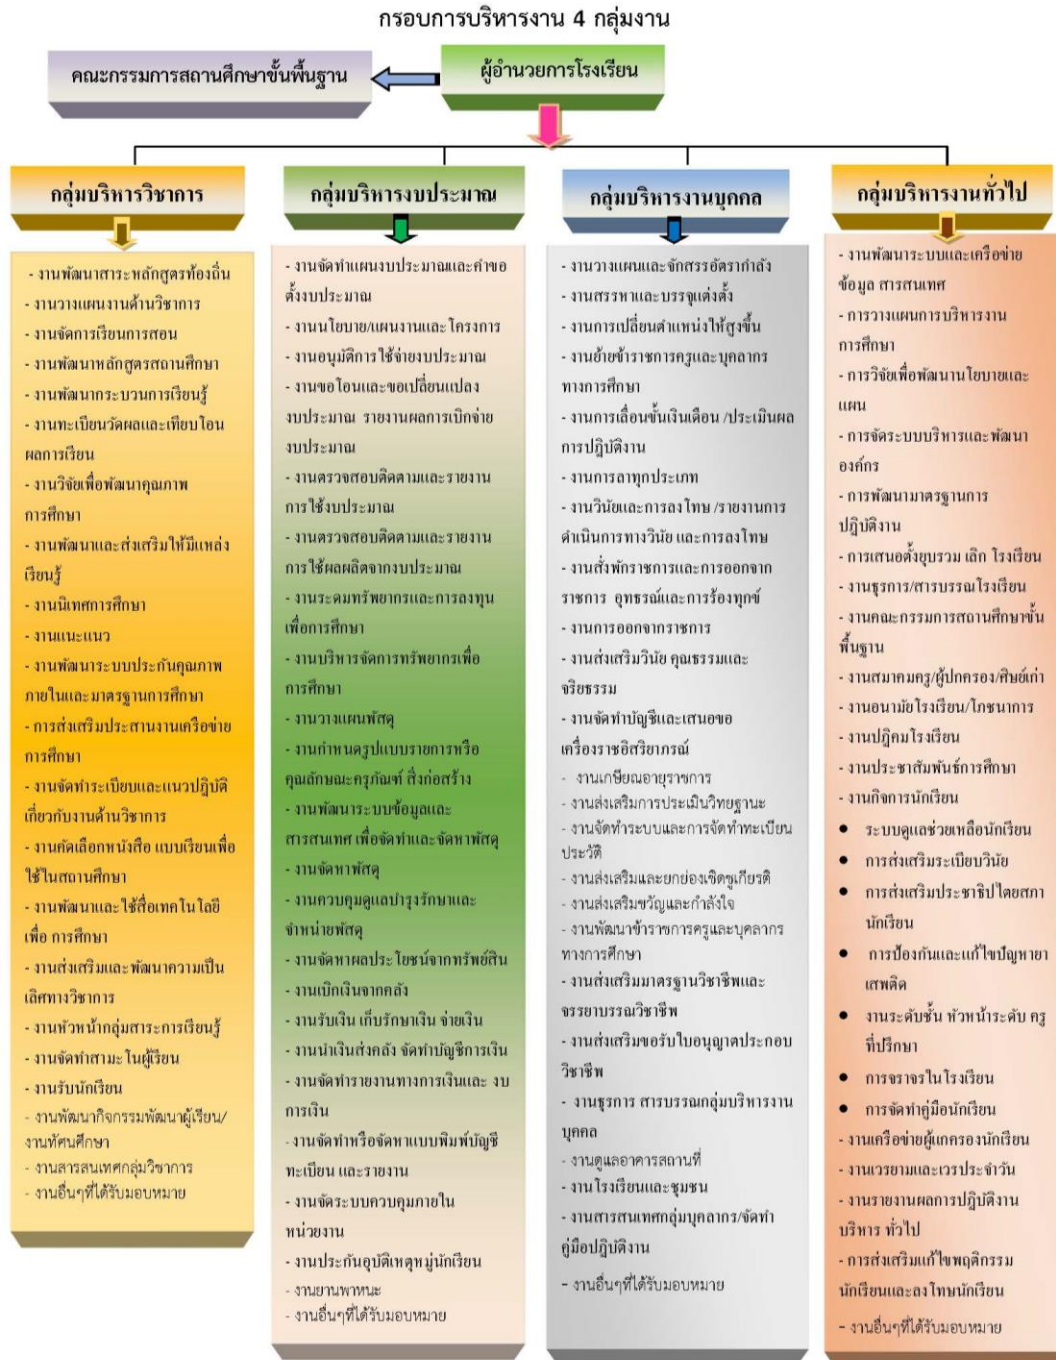 กรอบการบริหารงาน 4 กลุ่มงาน
คณะกรรมการสถานศึกษาขั้นพื้นฐาน
ผู้อำนวยการโรงเรียน
กลุ่มบริหารวิชาการ
- งานพัฒนาสาระหลักสูตรท้องถิ่น
- งานวางแผนงานด้านวิชาการ
- งานจัดการเรียนการสอน
- งานพัฒนาหลักสูตรสถานศึกษา
- งานพัฒนากระบวนการเรียนรู้
- งานทะเบียนวัดผลและเทียบโอน
ผลการเรียน
- งานวิจัยเพื่อพัฒนาคุณภาพ
การศึกษา
- งานพัฒนาและส่งเสริมให้มีแหล่ง
เรียนรู้
- งานนิเทศการศึกษา
- งานแนะแนว
- งานพัฒนาระบบประกันคุณภาพ
ภายในและมาตรฐานการศึกษา
- การส่งเสริมประสานงานเครือข่าย
การศึกษา
- งานจัดทำระเบียบและแนวปฏิบัติ
เกี่ยวกับงานด้านวิชาการ
- งานคัดเลือกหนังสือ แบบเรียนเพื่อ
ใช้ในสถานศึกษา
- งานพัฒนาและใช้สื่อเทคโนโลยี
เพื่อ การศึกษา
- งานส่งเสริมและพัฒนาความเป็น
เลิศทางวิชาการ
- งานหัวหน้ากลุ่มสาระการเรียนรู้
- งานจัดทำสามะโนผู้เรียน
- งานรับนักเรียน
- งานพัฒนากิจกรรมพัฒนาผู้เรียน/
งานทัศนศึกษา
- งานสารสนเทศกลุ่มวิชาการ
- งานอื่นๆที่ได้รับมอบหมาย
กลุ่มบริหารงบประมาณ
- งานจัดทำแผนงบประมาณและคำขอ
ตั้งงบประมาณ
- งานนโยบาย/แผนงานและโครงการ
- งานอนุมัติการใช้จ่ายงบประมาณ
- งานขอโอนและขอเปลี่ยนแปลง
งบประมาณ รายงานผลการเบิกจ่าย
งบประมาณ
- งานตรวจสอบติดตามและรายงาน
การใช้งบประมาณ
- งานตรวจสอบติดตามและรายงาน
การใช้ผลผลิตจากงบประมาณ
- งานระดมทรัพยากรและการลงทุน
เพื่อการศึกษา
- งานบริหารจัดการทรัพยากรเพื่อ
การศึกษา
- งานวางแผนพัสดุ
- งานกำหนดรูปแบบรายการหรือ
คุณลักษณะครุภัณฑ์ สิ่งก่อสร้าง
- งานพัฒนาระบบข้อมูลและ
สารสนเทศ เพื่อจัดทำและจัดหาพัสดุ
- งานจัดหาพัสดุ
- งานควบคุมดูแลบำรุงรักษาและ
จำหน่ายพัสดุ
- งานจัดหาผลประโยชน์จากทรัพย์สิน
- งานเบิกเงินจากคลัง
- งานรับเงิน เก็บรักษาเงิน จ่ายเงิน
- งานนำเงินส่งคลัง จัดทำบัญชีการเงิน
- งานจัดทำรายงานทางการเงินและ งบ
การเงิน
- งานจัดทำหรือจัดหาแบบพิมพ์บัญชี
ทะเบียน และรายงาน
- งานจัดระบบควบคุมภายใน
หน่วยงาน
- งานประกันอุบัติเหตุหมู่นักเรียน
- งานยานพาหนะ
- งานอื่นๆที่ได้รับมอบหมาย
กลุ่มบริหารงานบุคกล
- งานวางแผนและจักสรรอัตรากำลัง
- งานสรรหาและบรรจุแต่งตั้ง
- งานการเปลี่ยนตำแหน่งให้สูงขึ้น
- งานย้ายข้าราชการครูและบุคลากร
ทางการศึกษา
- งานการเลื่อนขั้นเงินเดือน /ประเมินผล
การปฏิบัติงาน
- งานการลาทุกประเภท
- งานวินัยและการลงโทษ /รายงานการ
ดำเนินการทางวินัย และการลงโทษ
- งานสั่งพักราชการและการออกจาก
ราชการ อุทธรณ์และการร้องทุกข์
- งานการออกจากราชการ
- งานส่งเสริมวินัย คุณธรรมและ
จริยธรรม
- งานจัดทำบัญชีและเสนอขอ
เครื่องราชอิสริยาภรณ์
- งานเกษียณอายุราชการ
- งานส่งเสริมการประเมินวิทยฐานะ
- งานจัดทำระบบและการจัดทำทะเบียน
ประวัติ
- งานส่งเสริมและยกย่องเชิดชูเกียรติ
- งานส่งเสริมขวัญและกำลังใจ
- งานพัฒนาข้าราชการครูและบุคลากร
ทางการศึกษา
- งานส่งเสริมมาตรฐานวิชาชีพและ
จรรยาบรรณวิชาชีพ
- งานส่งเสริมขอรับใบอนุญาตประกอบ
วิชาชีพ
- งานธุรการ สารบรรณกลุ่มบริหารงาน
บุคคล
- งานดูแลอาคารสถานที่
- งานโรงเรียนและชุมชน
- งานสารสนเทศกลุ่มบุคลากร/จัดทำ
คู่มือปฏิบัติงาน
- งานอื่นๆที่ได้รับมอบหมาย
กลุ่มบริหารงานทั่วไป
- งานพัฒนาระบบและเครือข่าย
ข้อมูล สารสนเทศ
- การวางแผนการบริหารงาน
การศึกษา
- การวิจัยเพื่อพัฒนานโยบายและ
แผน
- การจัดระบบบริหารและพัฒนา
องค์กร
- การพัฒนามาตรฐานการ
ปฏิบัติงาน
- การเสนอตั้งยุบรวม เลิก โรงเรียน
- งานธุรการ/สารบรรณโรงเรียน
- งานคณะกรรมการสถานศึกษาขั้น
พื้นฐาน
- งานสมาคมครู/ผู้ปกครอง/ศิษย์เก่า
- งานอนามัยโรงเรียน/โภชนาการ
- งานปฏิคมโรงเรียน
- งานประชาสัมพันธ์การศึกษา
- งานกิจการนักเรียน
● ระบบดูแลช่วยเหลือนักเรียน
● การส่งเสริมระเบียบวินัย
● การส่งเสริมประชาธิปไตยสภา
นักเรียน
● การป้องกันและแก้ไขปัญหายา
เสพติด
● งานระดับชั้น หัวหน้าระดับ ครู
ที่ปรึกษา
● การจราจรในโรงเรียน
● การจัดทำคู่มือนักเรียน
- งานเครือข่ายผู้แกครองนักเรียน
- งานเวรยามและเวรประจำวัน
- งานรายงานผลการปฏิบัติงาน
บริหาร ทั่วไป
- การส่งเสริมแก้ไขพฤติกรรม
นักเรียนและลงโทษนักเรียน
- งานอื่นๆที่ได้รับมอบหมาย